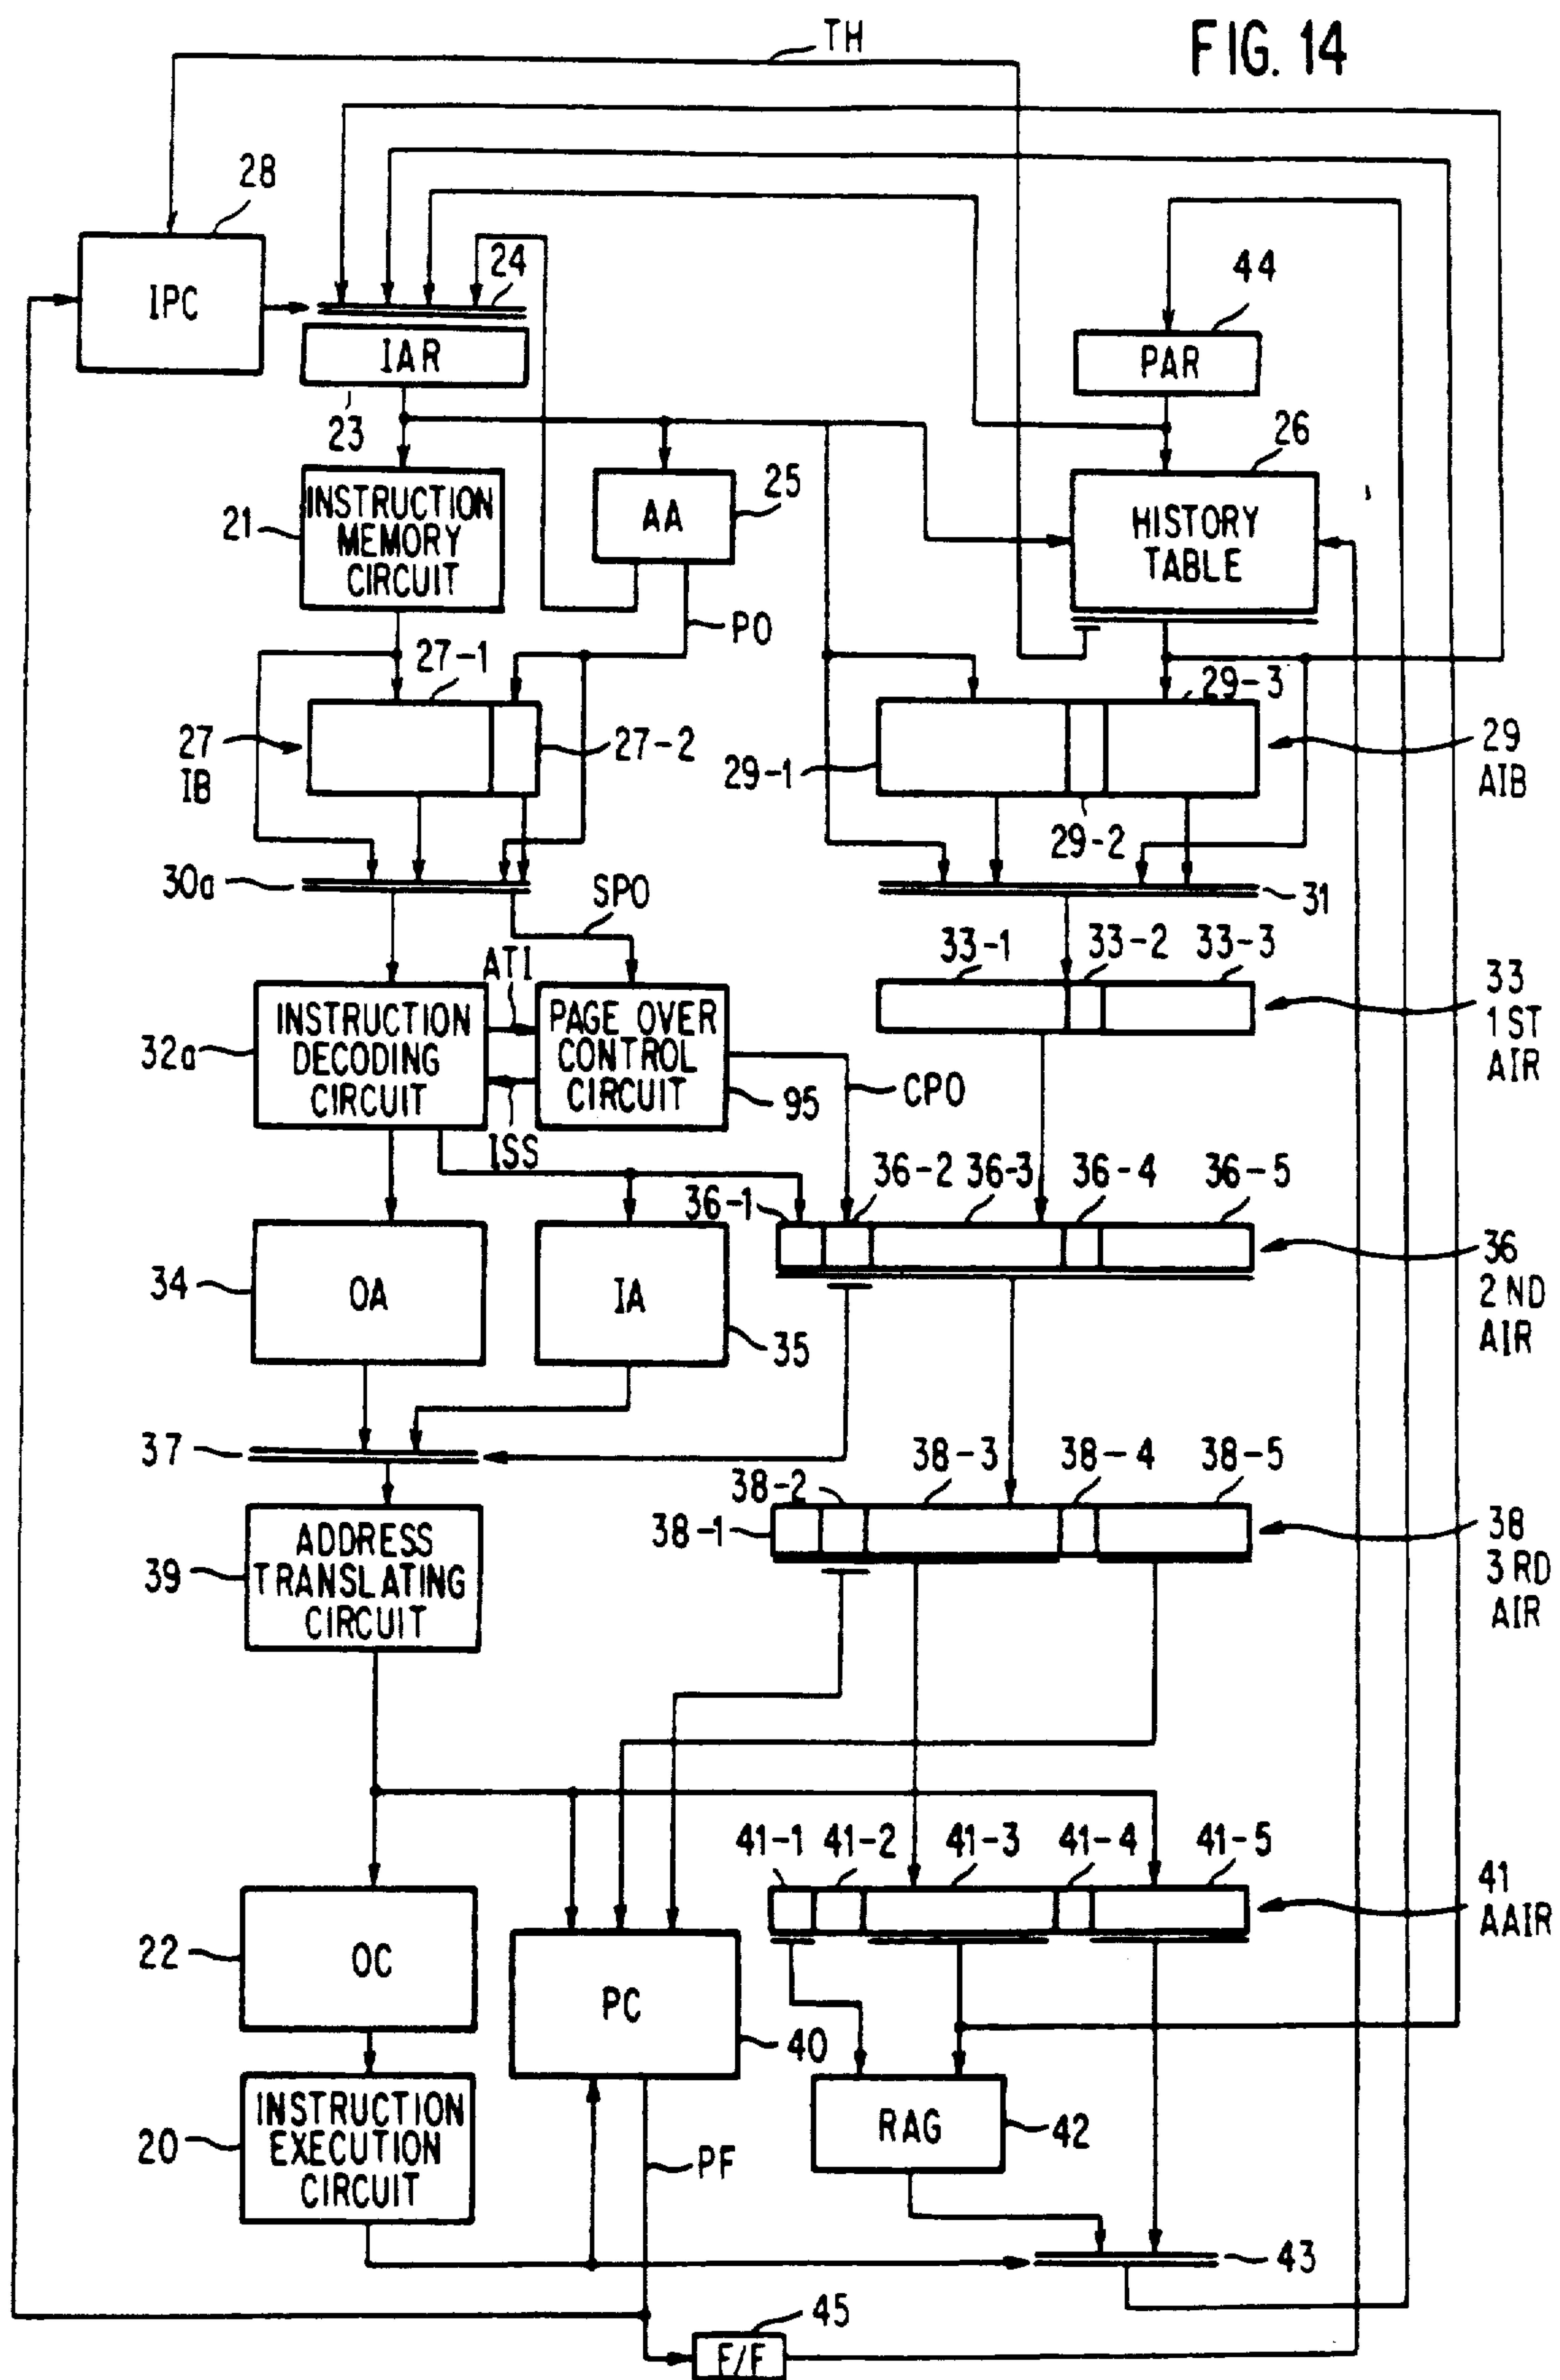 FIG. 14
TH
28
IPC
24
IAR
23
44
PAR
26
HISTORY
TABLE
21
INSTRUCTION
MEMORY
CIRCUIT
AA
25
PO
27-1
27
IB
27-2
29-3
29-1
29-2
29
AIB
30a
SPO
31
ATI
33-1
33-2
33-3
33
1ST
AIR
32a
INSTRUCTION
DECODING
CIRCUIT
PAGE OVER
CONTROL
CIRCUIT
95
CPO
ISS
36-1
36-2
36-3
36-4
36-5
36
2ND
AIR
34
OA
IA
35
37
38-1
38-2
38-3
38-4
38-5
38
3RD
AIR
39
ADDRESS
TRANSLATING
CIRCUIT
41-1
41-2
41-3
41-4
41-5
41
AAIR
22
OC
PC
40
RAG
42
20
INSTRUCTION
EXECUTION
CIRCUIT
PF
43
45
F/F